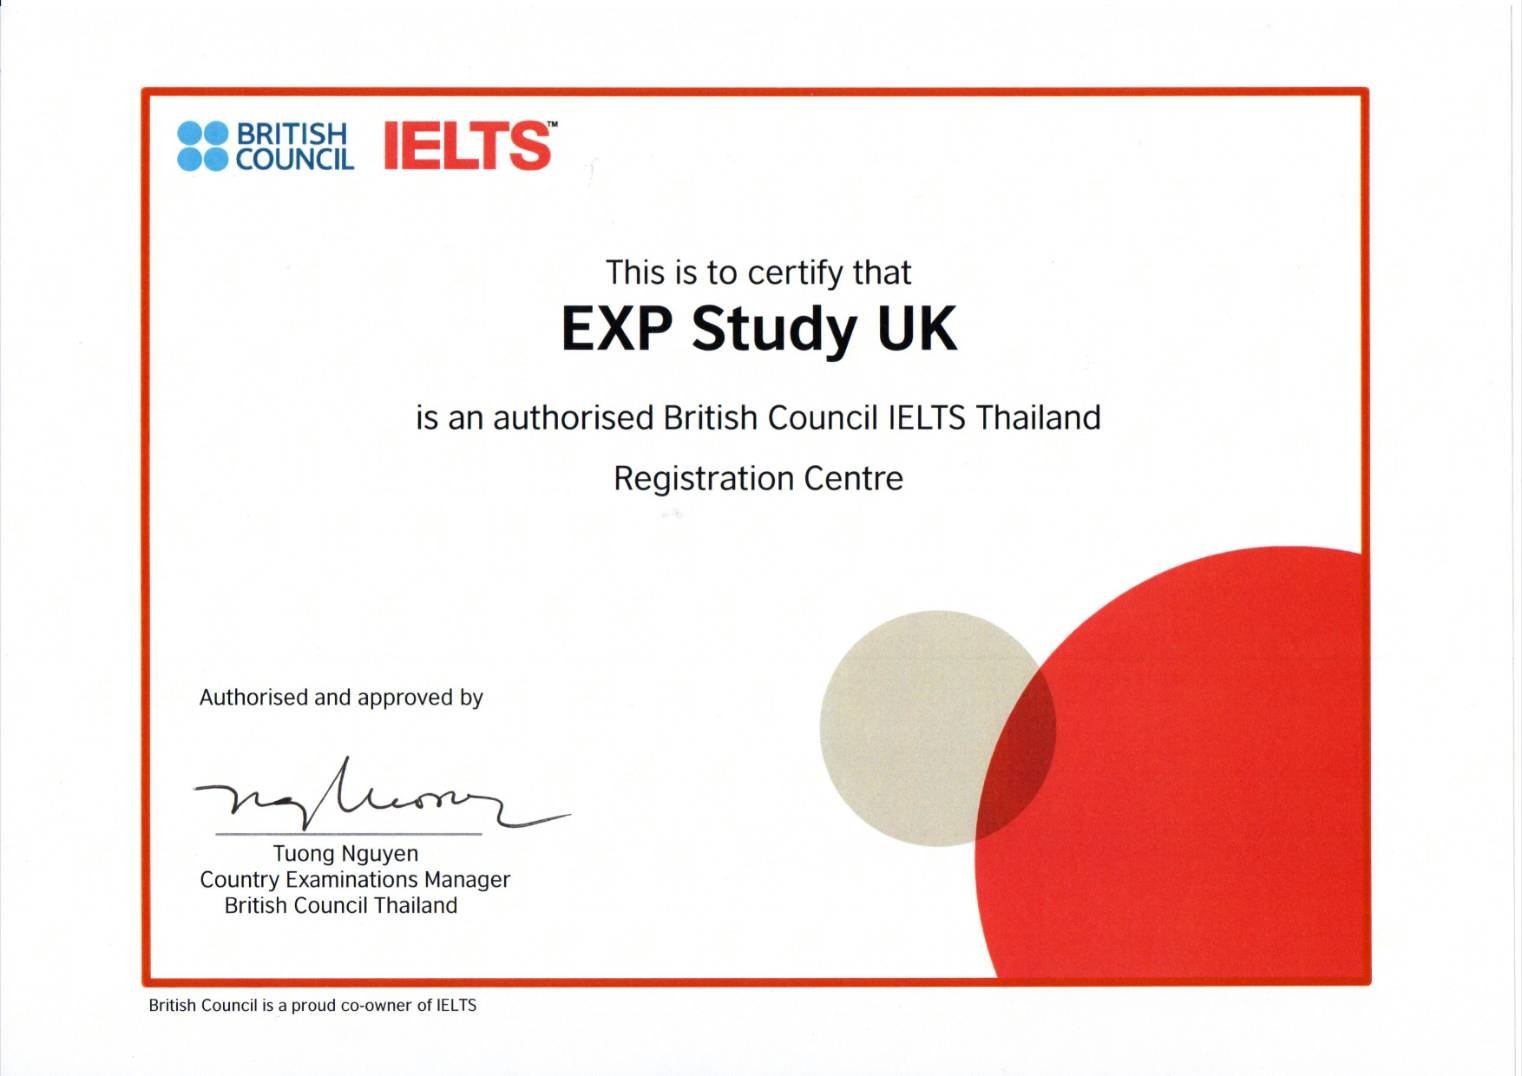 BRITISH
COUNCIL
IELTS™
This is to certify that
EXP Study UK
is an authorised British Council IELTS Thailand
Registration Centre
Authorised and approved by
Tuong Nguyen
Country Examinations Manager
British Council Thailand
British Council is a proud co-owner of IELTS